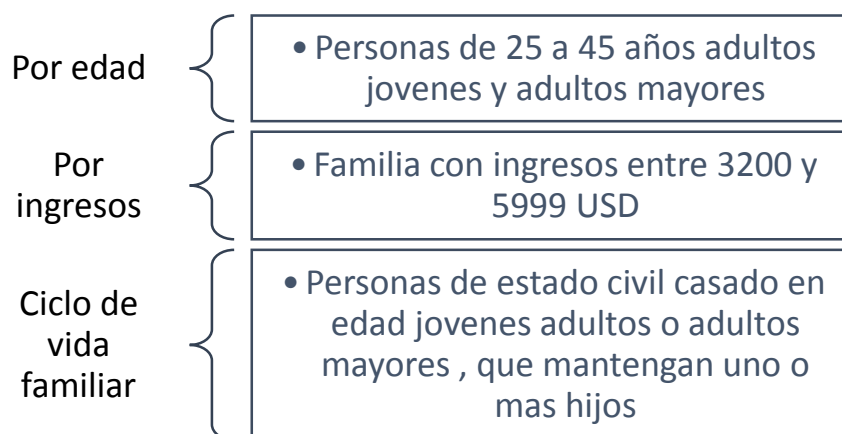 Por edad
• Personas de 25 a 45 años adultos
jovenes y adultos mayores
Por
ingresos
• Familia con ingresos entre 3200 y
5999 USD
Ciclo de
vida
familiar
• Personas de estado civil casado en
edad jovenes adultos o adultos
mayores , que mantengan uno o
mas hijos